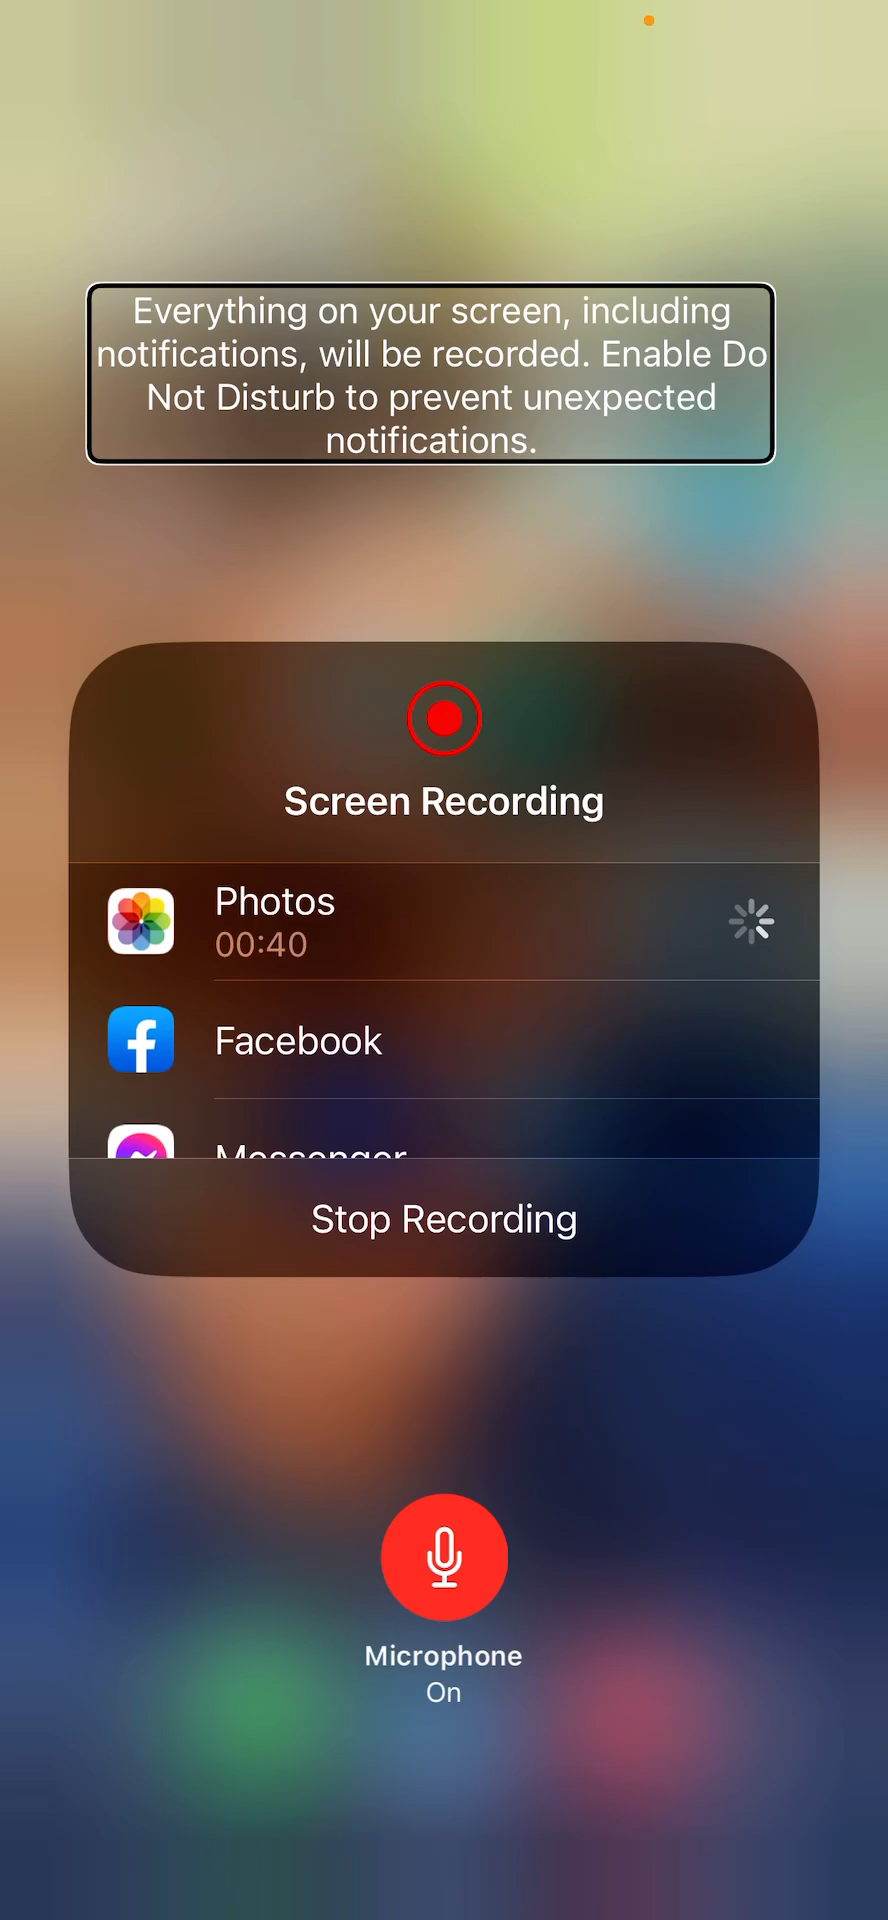 Everything on your screen, including
notifications, will be recorded. Enable Do
Not Disturb to prevent unexpected
notifications.
Screen Recording
Photos
00:40
Facebook
Messenger
Stop Recording
Microphone
On